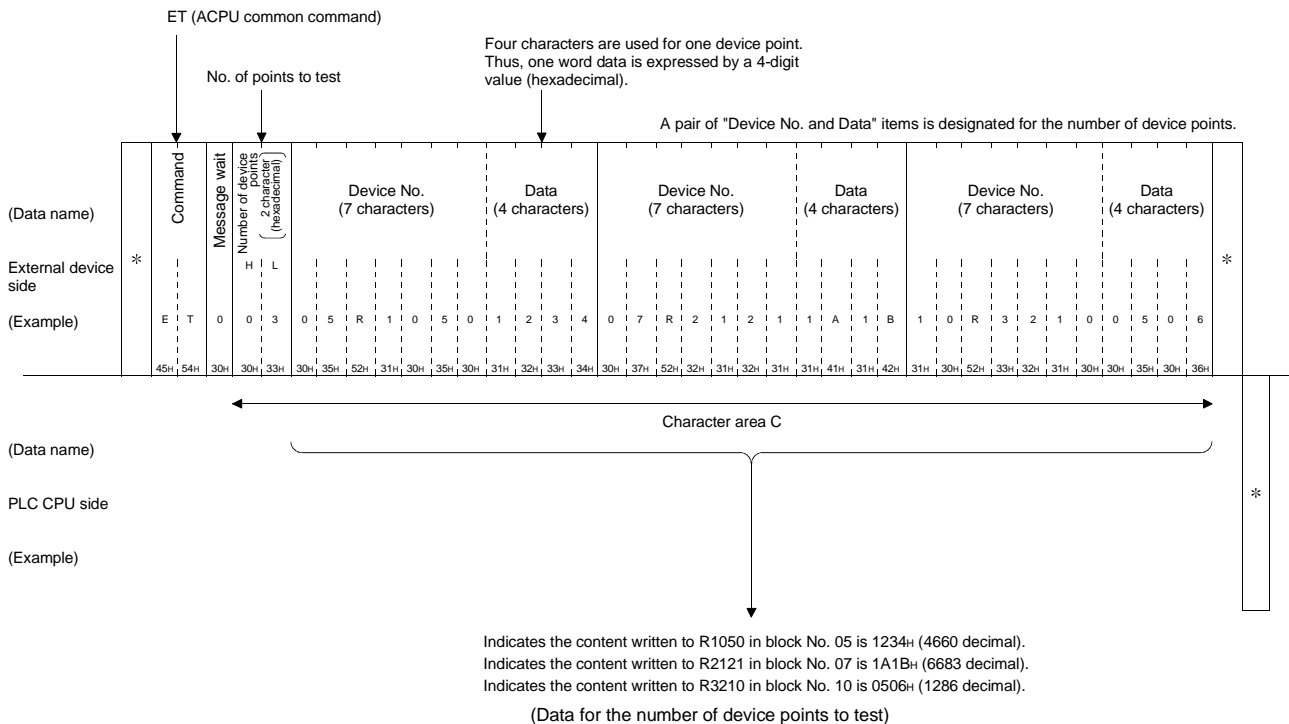 ET (ACPU common command)
Four characters are used for one device point.
Thus, one word data is expressed by a 4-digit
value (hexadecimal).
No. of points to test
A pair of "Device No. and Data" items is designated for the number of device points.
(Data name)
Command
Message wait
Number of device
points
2 character
(hexadecimal)
Device No.
(7 characters)
Data
(4 characters)
Device No.
(7 characters)
Data
(4 characters)
Device No.
(7 characters)
Data
(4 characters)
External device
side
* H L *
(Example)
E T 0 0 3 0 5 R 1 0 5 0 1 2 3 4 0 7 R 2 1 2 1 1 A 1 B 1 0 R 3 2 1 0 0 5 0 6
45H 54H 30H 30H 33H 30H 35H 52H 31H 30H 35H 30H 31H 32H 33H 34H 30H 37H 52H 32H 31H 32H 31H 31H 41H 31H 42H 31H 30H 52H 33H 32H 31H 30H 30H 35H 30H 36H
Character area C
(Data name)
PLC CPU side
*
(Example)
Indicates the content written to R1050 in block No. 05 is 1234H (4660 decimal).
Indicates the content written to R2121 in block No. 07 is 1A1BH (6683 decimal).
Indicates the content written to R3210 in block No. 10 is 0506H (1286 decimal).
(Data for the number of device points to test)